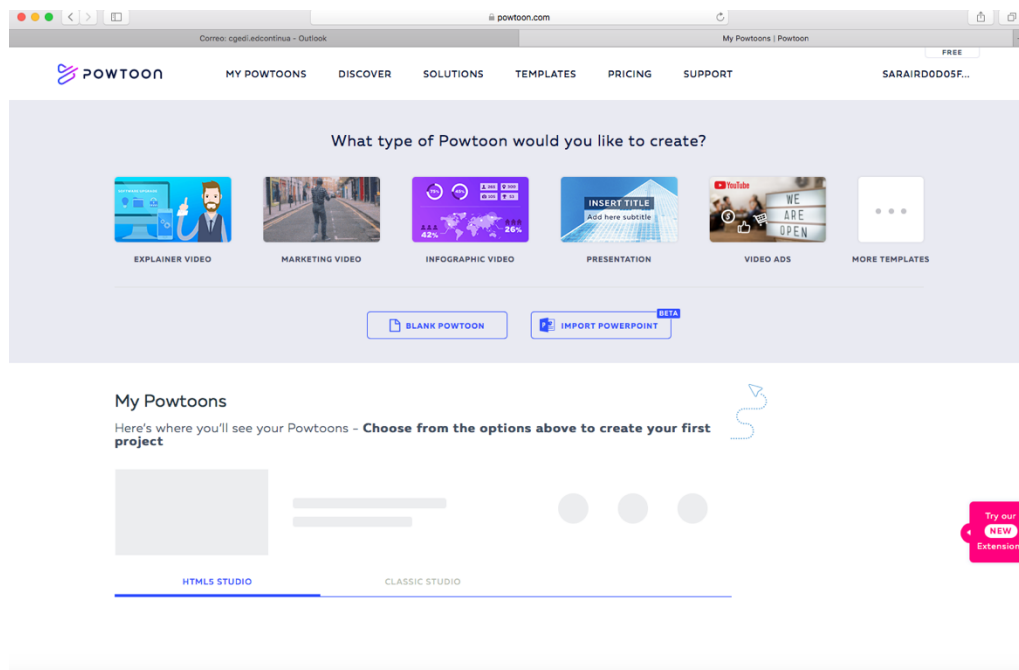 powtoon.com
Correo: cgedi.edcontinua - Outlook
My Powtoons | Powtoon
FREE
POWTOON
MY POWTOONS
DISCOVER
SOLUTIONS
TEMPLATES
PRICING
SUPPORT
SARAIRD0D05F...
What type of Powtoon would you like to create?
75%
INSERT TITLE
Add here subtitle
42%
26%
YouTube
WE
ARE
OPEN
EXPLAINER VIDEO
MARKETING VIDEO
INFOGRAPHIC VIDEO
PRESENTATION
VIDEO ADS
MORE TEMPLATES
BLANK POWTOON
IMPORT POWERPOINT
BETA
My Powtoons
Here's where you'll see your Powtoons - Choose from the options above to create your first
project
Try our
NEW
Extension
HTML5 STUDIO
CLASSIC STUDIO